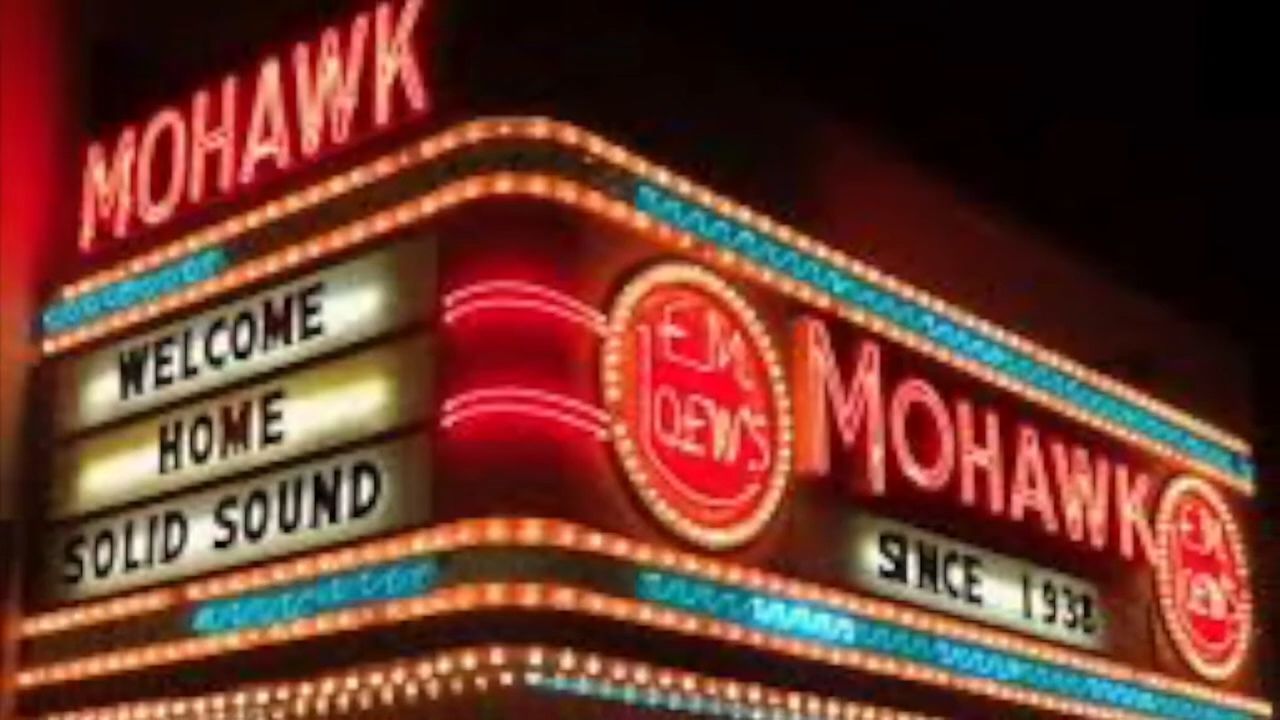 MOHAWK
WELCOME
HOME
SOLID SOUND
E.M.
LOEW'S
MOHAWK
SINCE 1938
E.M.
LOEW'S